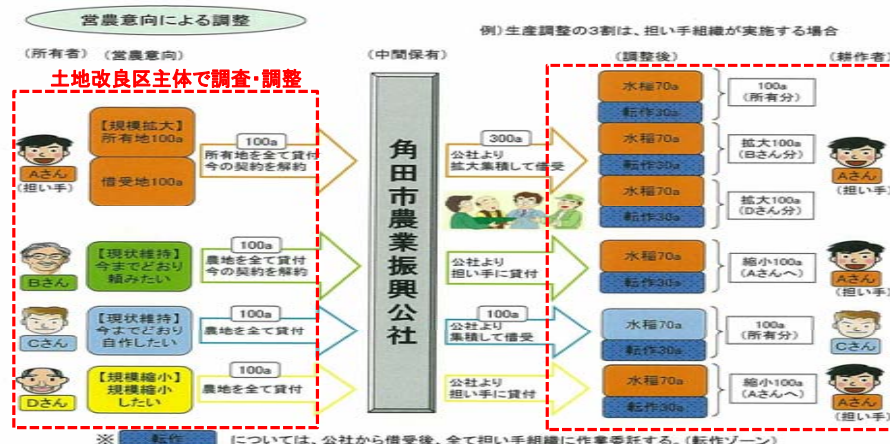 営農意向による調整
例)生産調整の3割は、担い手組織が実施する場合
(所有者)
(営農意向)
(中間保有)
(調整後)
(耕作者)
土地改良区主体で調査・調整
Aさん
(担い手)
【規模拡大】
所有地100a
借受地100a
100a
所有地を全て貸付
今の契約を解約
Bさん
【現状維持】
今までどおり
頼みたい
100a
農地を全て貸付
今の契約を解約
Cさん
【現状維持】
今までどおり
自作したい
100a
農地を全て貸付
Dさん
【規模縮小】
規模縮小
したい
100a
農地を全て貸付
角田市農業振興公社
300a
公社より
拡大集積して借受
公社より
担い手に貸付
100a
公社より
集積して借受
公社より
担い手に貸付
水稲70a
転作30a
100a
(所有分)
水稲70a
転作30a
拡大100a
(Bさん分)
水稲70a
転作30a
拡大100a
(Dさん分)
Aさん
(担い手)
水稲70a
転作30a
縮小100a
(Aさんへ)
Aさん
(担い手)
水稲70a
転作30a
100a
(所有分)
Cさん
水稲70a
転作30a
縮小100a
(Aさんへ)
Aさん
(担い手)
※ 転作 については、公社から借受後、全て担い手組織に作業委託する。(転作ゾーン)